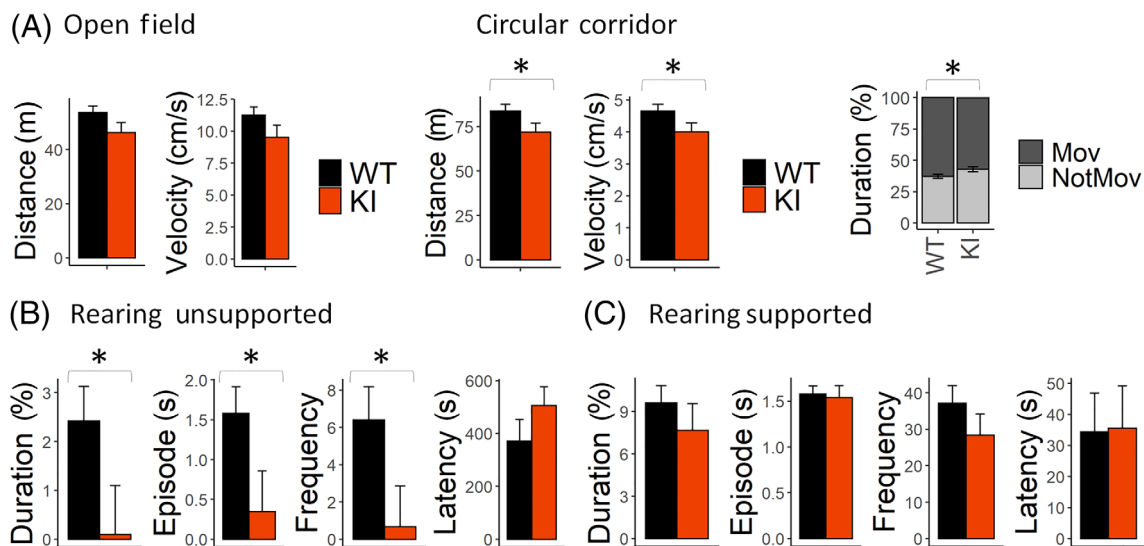 (A) Open field
Circular corridor
Distance (m)
40
20
0
Velocity (cm/s)
12.5
10.0
7.5
5.0
2.5
0.0
WT
KI
*
Distance (m)
75
50
25
0
*
Velocity (cm/s)
5
4
3
2
1
0
WT
KI
*
Duration (%)
100
75
50
25
0
WT
KI
Mov
NotMov
(B) Rearing unsupported
*
Duration (%)
3
2
1
0
*
Episode (s)
2.0
1.5
1.0
0.5
0.0
*
Frequency
8
6
4
2
0
Latency (s)
600
400
200
0
(C) Rearing supported
Duration (%)
9
6
3
0
Episode (s)
1.5
1.0
0.5
0.0
Frequency
40
30
20
10
0
Latency (s)
50
40
30
20
10
0